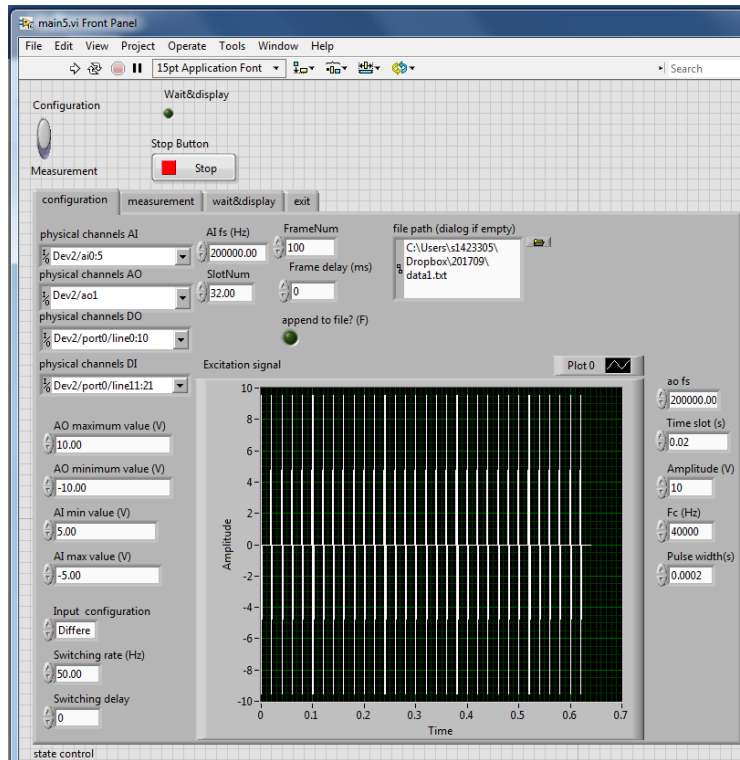 main5.vi Front Panel
File Edit View Project Operate Tools Window Help
15pt Application Font
Search
Wait&display
Configuration
Measurement
Stop Button
Stop
configuration measurement wait&display exit
physical channels AI
Dev2/ai0:5
physical channels AO
Dev2/ao1
physical channels DO
Dev2/port0/line0:10
physical channels DI
Dev2/port0/line11:21
AI fs (Hz)
200000.00
SlotNum
32.00
FrameNum
100
Frame delay (ms)
0
append to file? (F)
file path (dialog if empty)
C:\Users\s1423305\
Dropbox\201709\
data1.txt
AO maximum value (V)
10.00
AO minimum value (V)
-10.00
AI min value (V)
5.00
AI max value (V)
-5.00
Input configuration
Differe
Switching rate (Hz)
50.00
Switching delay
0
Excitation signal
Plot 0
10
8
6
4
2
0
-2
-4
-6
-8
-10
Amplitude
0 0.1 0.2 0.3 0.4 0.5 0.6 0.7
Time
ao fs
200000.00
Time slot (s)
0.02
Amplitude (V)
10
Fc (Hz)
40000
Pulse width(s)
0.0002
state control